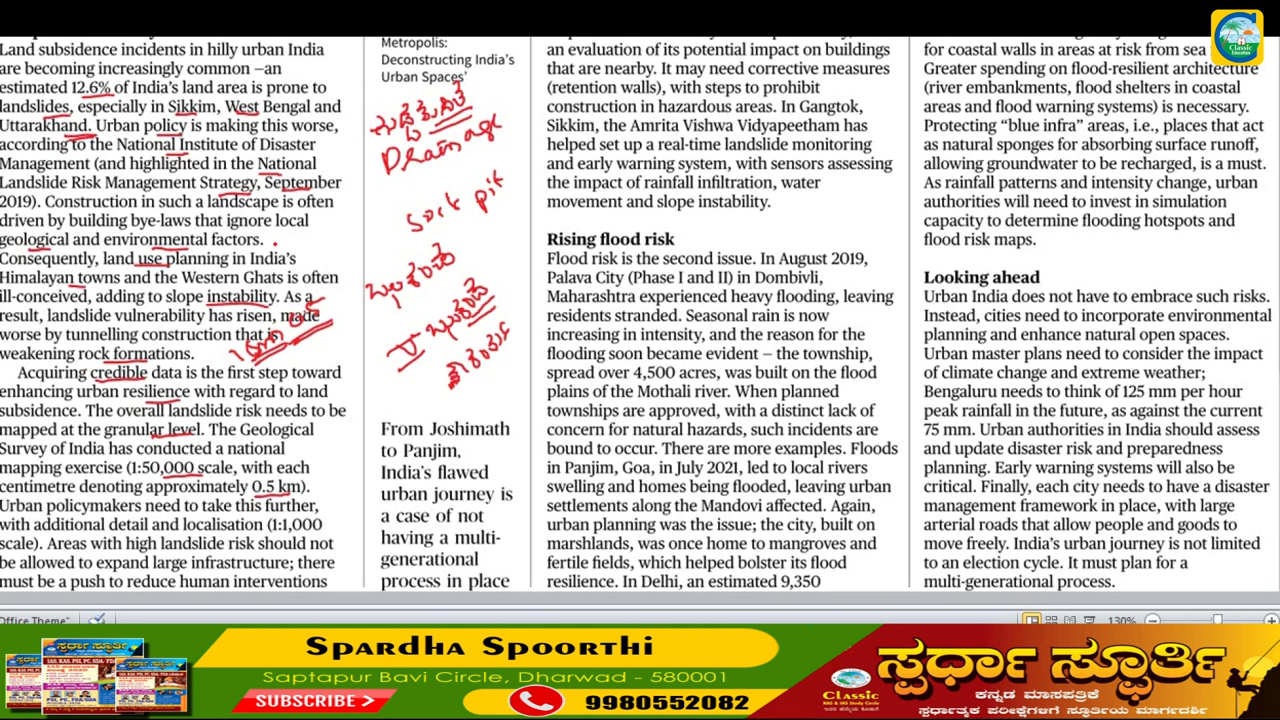 Land subsidence incidents in hilly urban India
are becoming increasingly common —an
estimated 12.6% of India's land area is prone to
landslides, especially in Sikkim, West Bengal and
Uttarakhand. Urban policy is making this worse,
according to the National Institute of Disaster
Management (and highlighted in the National
Landslide Risk Management Strategy, September
2019). Construction in such a landscape is often
driven by building bye-laws that ignore local
geological and environmental factors.
Consequently, land use planning in India's
Himalayan towns and the Western Ghats is often
ill-conceived, adding to slope instability. As a
result, landslide vulnerability has risen, made
worse by tunnelling construction that is
weakening rock formations.
Acquiring credible data is the first step toward
enhancing urban resilience with regard to land
subsidence. The overall landslide risk needs to be
mapped at the granular level. The Geological
Survey of India has conducted a national
mapping exercise (1:50,000 scale, with each
centimetre denoting approximately 0.5 km).
Urban policymakers need to take this further,
with additional detail and localisation (1:1,000
scale). Areas with high landslide risk should not
be allowed to expand large infrastructure; there
must be a push to reduce human interventions
Metropolis:
Deconstructing India's
Urban Spaces'
Drainage
Sock pit
From Joshimath
to Panjim,
India's flawed
urban journey is
a case of not
having a multi-
generational
process in place
an evaluation of its potential impact on buildings
that are nearby. It may need corrective measures
(retention walls), with steps to prohibit
construction in hazardous areas. In Gangtok,
Sikkim, the Amrita Vishwa Vidyapeetham has
helped set up a real-time landslide monitoring
and early warning system, with sensors assessing
the impact of rainfall infiltration, water
movement and slope instability.
Rising flood risk
Flood risk is the second issue. In August 2019,
Palava City (Phase I and II) in Dombivli,
Maharashtra experienced heavy flooding, leaving
residents stranded. Seasonal rain is now
increasing in intensity, and the reason for the
flooding soon became evident – the township,
spread over 4,500 acres, was built on the flood
plains of the Mothali river. When planned
townships are approved, with a distinct lack of
concern for natural hazards, such incidents are
bound to occur. There are more examples. Floods
in Panjim, Goa, in July 2021, led to local rivers
swelling and homes being flooded, leaving urban
settlements along the Mandovi affected. Again,
urban planning was the issue; the city, built on
marshlands, was once home to mangroves and
fertile fields, which helped bolster its flood
resilience. In Delhi, an estimated 9,350
for coastal walls in areas at risk from sea
Greater spending on flood-resilient architecture
(river embankments, flood shelters in coastal
areas and flood warning systems) is necessary.
Protecting "blue infra" areas, i.e., places that act
as natural sponges for absorbing surface runoff,
allowing groundwater to be recharged, is a must.
As rainfall patterns and intensity change, urban
authorities will need to invest in simulation
capacity to determine flooding hotspots and
flood risk maps.
Looking ahead
Urban India does not have to embrace such risks.
Instead, cities need to incorporate environmental
planning and enhance natural open spaces.
Urban master plans need to consider the impact
of climate change and extreme weather;
Bengaluru needs to think of 125 mm per hour
peak rainfall in the future, as against the current
75 mm. Urban authorities in India should assess
and update disaster risk and preparedness
planning. Early warning systems will also be
critical. Finally, each city needs to have a disaster
management framework in place, with large
arterial roads that allow people and goods to
move freely. India's urban journey is not limited
to an election cycle. It must plan for a
multi-generational process.
Classic
Office Theme"
130%
Spardha Spoorthi
Saptapur Bavi Circle, Dharwad - 580001
SUBSCRIBE
9980552082
ಸ್ಪರ್ಧಾ ಸ್ಫೂರ್ತಿ
Classic
ಕನ್ನಡ ಮಾಸಪತ್ರಿಕೆ
ಸ್ಪರ್ಧಾತ್ಮಕ ಪರೀಕ್ಷೆಗಳಿಗೆ ಸ್ಫೂರ್ತಿಯ ಮಾರ್ಗದರ್ಶಿ